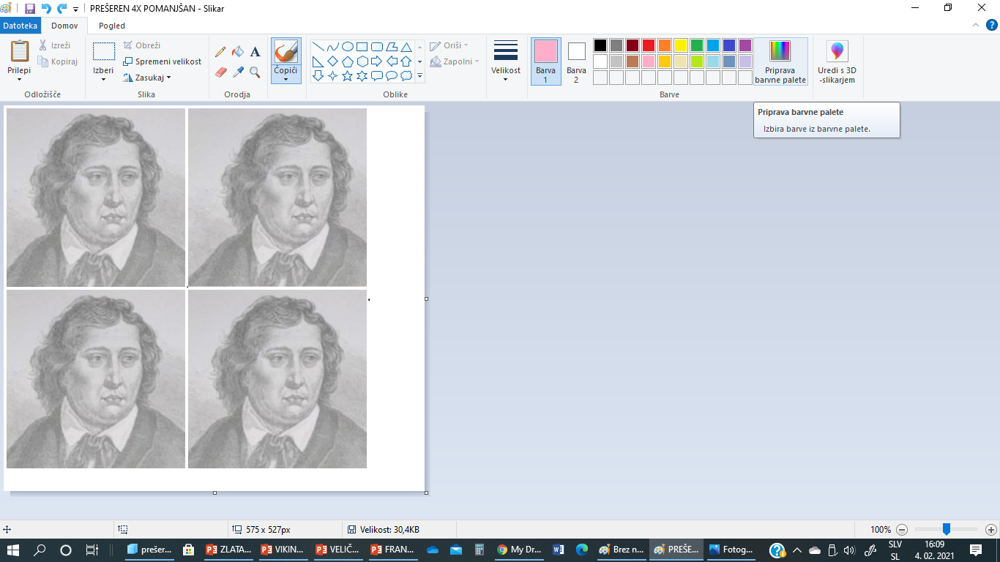 PREŠEREN 4X POMANJŠAN - Slikar
Datoteka Domov Pogled
Prilepi
Izreži
Kopiraj
Odložišče
Izberi
Obreži
Spremeni velikost
Zasukaj
Slika
A
Orodja
Čopiči
Oriši
Zapolni
Oblike
Velikost
Barva
1
Barva
2
Priprava
barvne palete
Barve
Uredi s 3D
-slikarjem
Priprava barvne palete
Izbira barve iz barvne palete.
575 x 527px
Velikost: 30,4KB
100%
prešer...
ZLATA...
VIKIN...
VELIČ...
FRAN...
My Dr...
Brez n...
PREŠE...
Fotog...
SLV
SL
16:09
4. 02. 2021